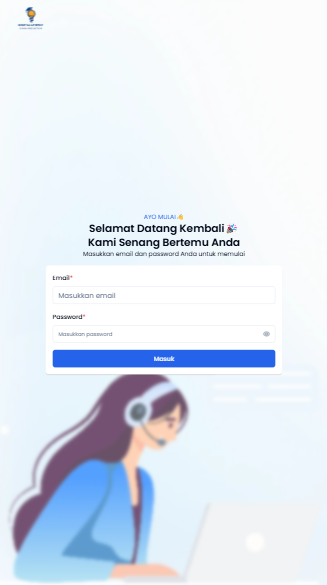 AYO MULAI 👋
Selamat Datang Kembali 🎉
Kami Senang Bertemu Anda
Masukkan email dan password Anda untuk memulai
Email*
Masukkan email
Password*
Masukkan password
Masuk